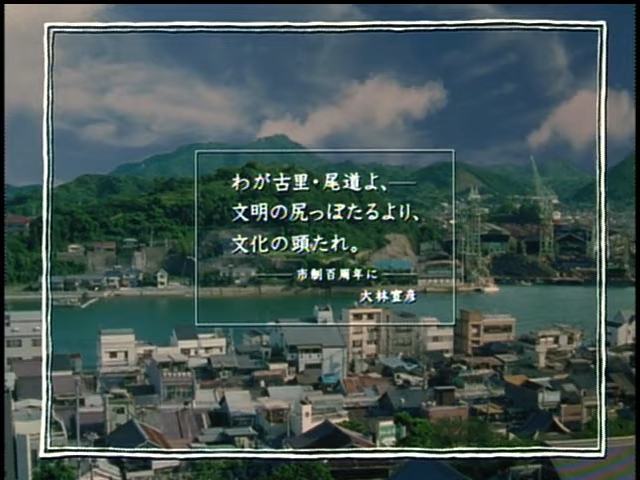 わが古里・尾道よ、――
文明の尻っぽたるより、
文化の頭たれ。
――市制百周年に――
大林宣彦